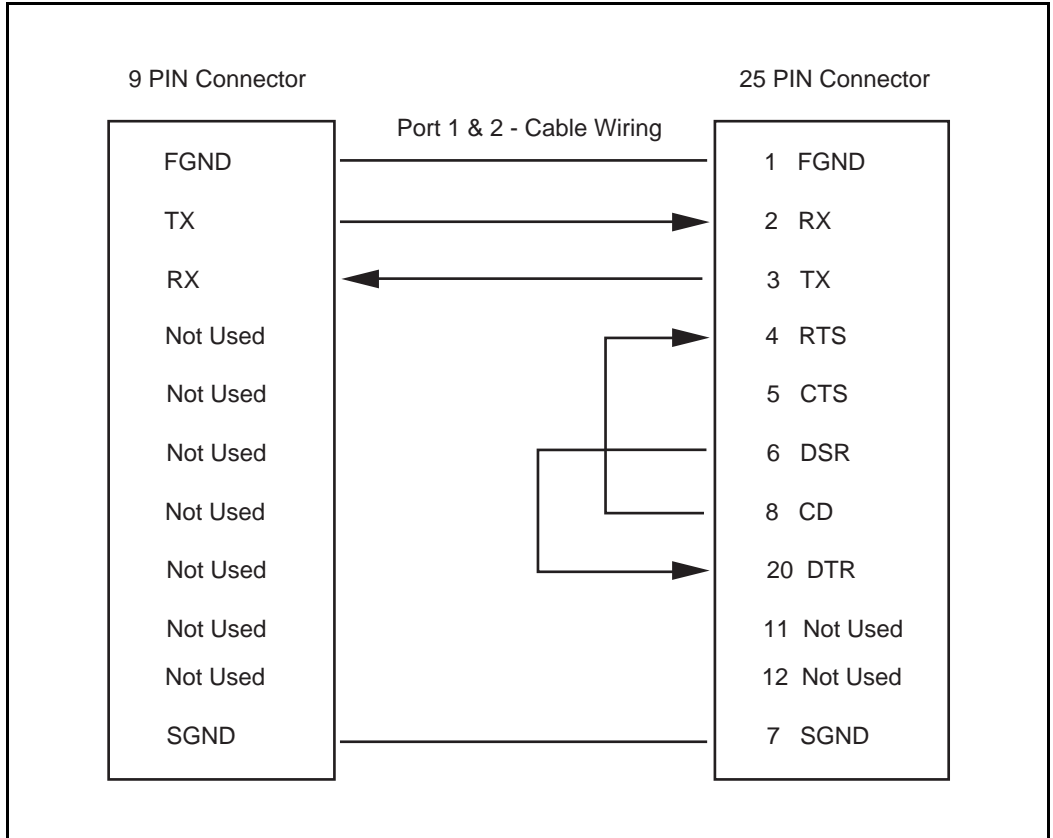 9 PIN Connector
25 PIN Connector
Port 1 & 2 - Cable Wiring
FGND
1 FGND
TX
2 RX
RX
3 TX
Not Used
4 RTS
Not Used
5 CTS
Not Used
6 DSR
Not Used
8 CD
Not Used
20 DTR
Not Used
11 Not Used
Not Used
12 Not Used
SGND
7 SGND